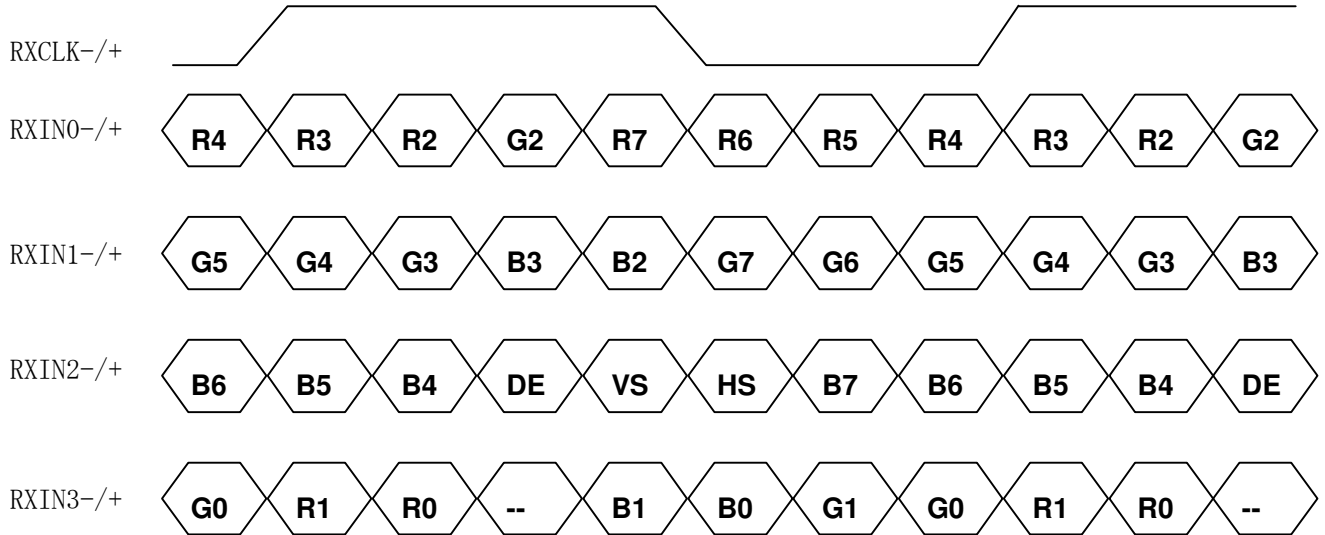 RXCLK-/+
RXIN0-/+ R4 R3 R2 G2 R7 R6 R5 R4 R3 R2 G2
RXIN1-/+ G5 G4 G3 B3 B2 G7 G6 G5 G4 G3 B3
RXIN2-/+ B6 B5 B4 DE VS HS B7 B6 B5 B4 DE
RXIN3-/+ G0 R1 R0 -- B1 B0 G1 G0 R1 R0 --